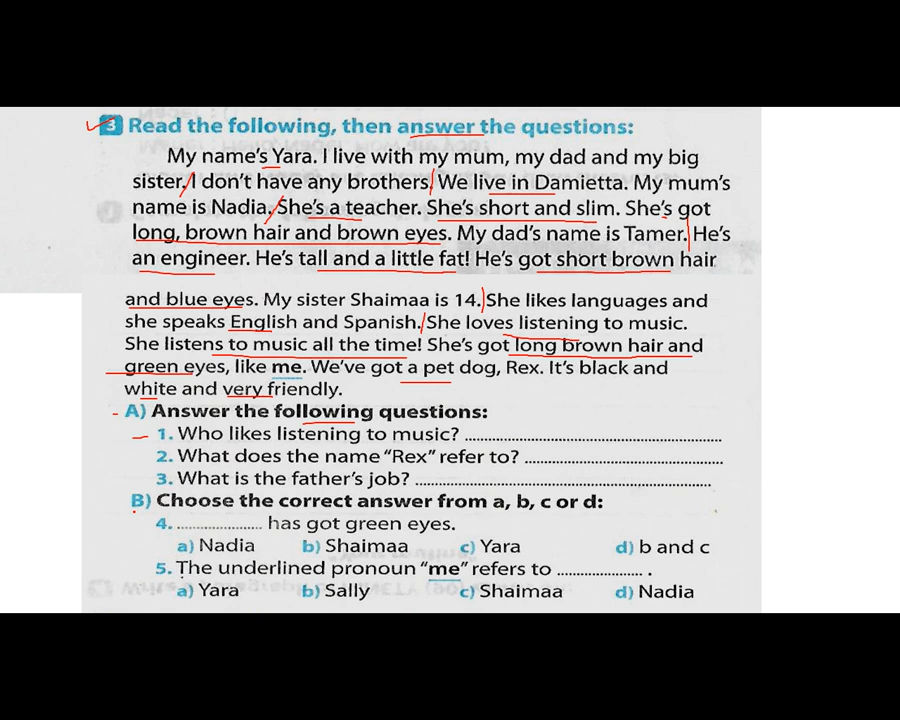 3 Read the following, then answer the questions:
My name's Yara. I live with my mum, my dad and my big
sister. I don't have any brothers. We live in Damietta. My mum's
name is Nadia. She's a teacher. She's short and slim. She's got
long, brown hair and brown eyes. My dad's name is Tamer. He's
an engineer. He's tall and a little fat! He's got short brown hair
and blue eyes. My sister Shaimaa is 14. She likes languages and
she speaks English and Spanish. She loves listening to music.
She listens to music all the time! She's got long brown hair and
green eyes, like me. We've got a pet dog, Rex. It's black and
white and very friendly.
A) Answer the following questions:
1. Who likes listening to music? ..........................................................
2. What does the name “Rex” refer to? .............................................
3. What is the father's job? ....................................................................
B) Choose the correct answer from a, b, c or d:
4. ..................... has got green eyes.
a) Nadia b) Shaimaa c) Yara d) b and c
5. The underlined pronoun “me” refers to ..................... .
a) Yara b) Sally c) Shaimaa d) Nadia